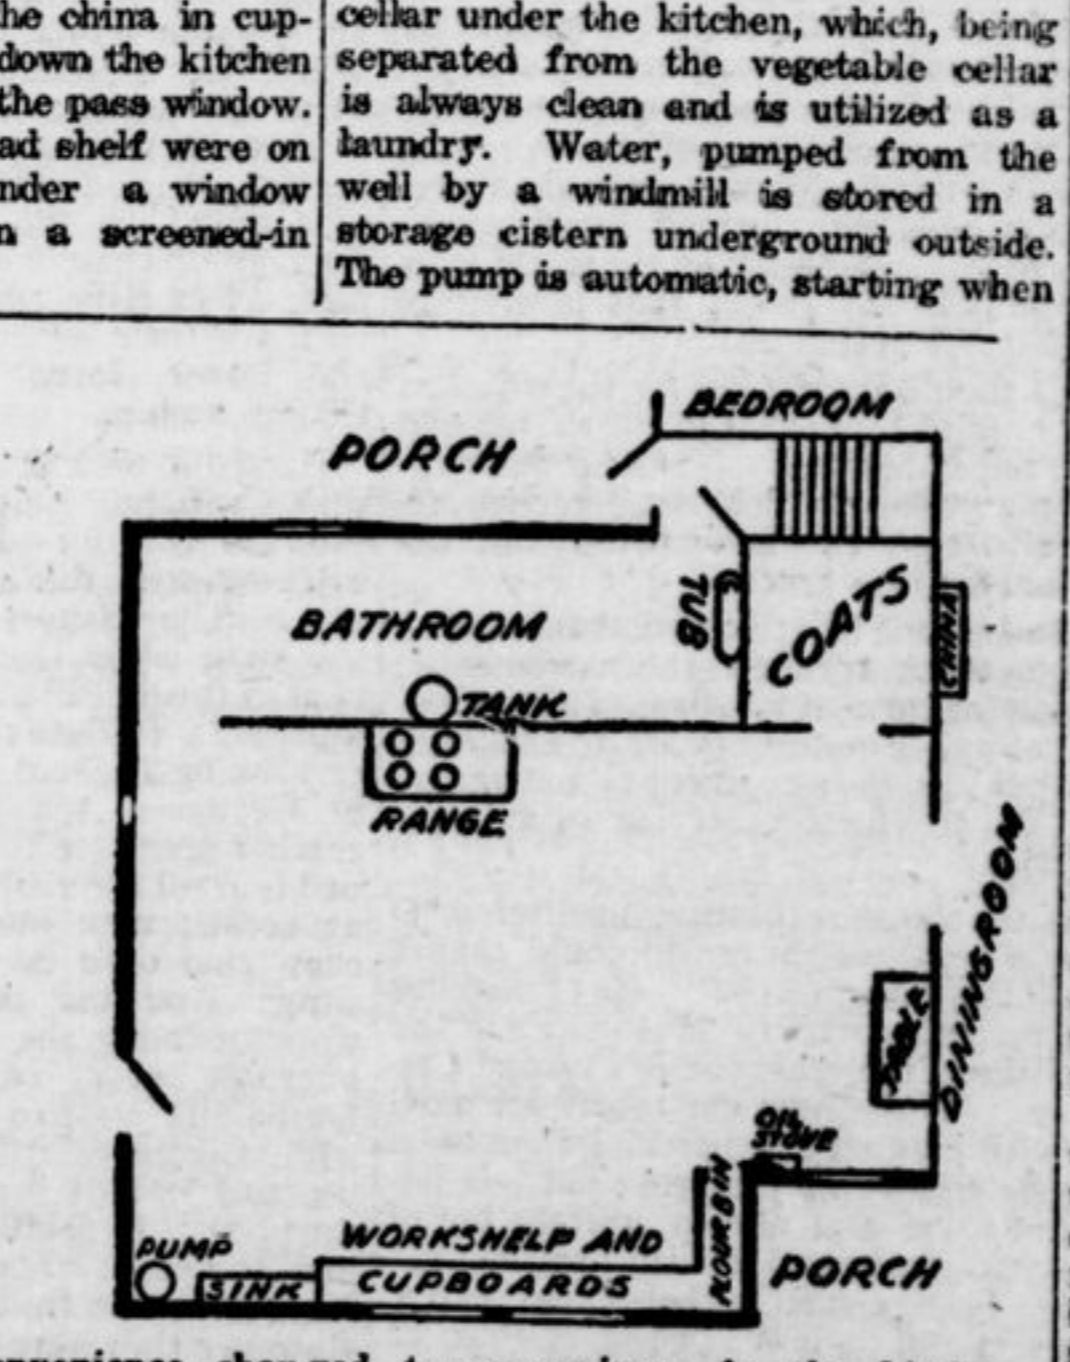 he china in cup-
down the kitchen
the pass window.
ad shelf were on
nder a window
n a screened-in
cellar under the kitchen, which, being
separated from the vegetable cellar
is always clean and is utilized as a
laundry. Water, pumped from the
well by a windmill is stored in a
storage cistern underground outside.
The pump is automatic, starting when
BEDROOM
PORCH
BATHROOM
TUB
COATS
CHINA
TANK
RANGE
DININGROOM
TABLE
OIL
STOVE
PUMP
SINK
WORKSHELP AND
CUPBOARDS
PORCH